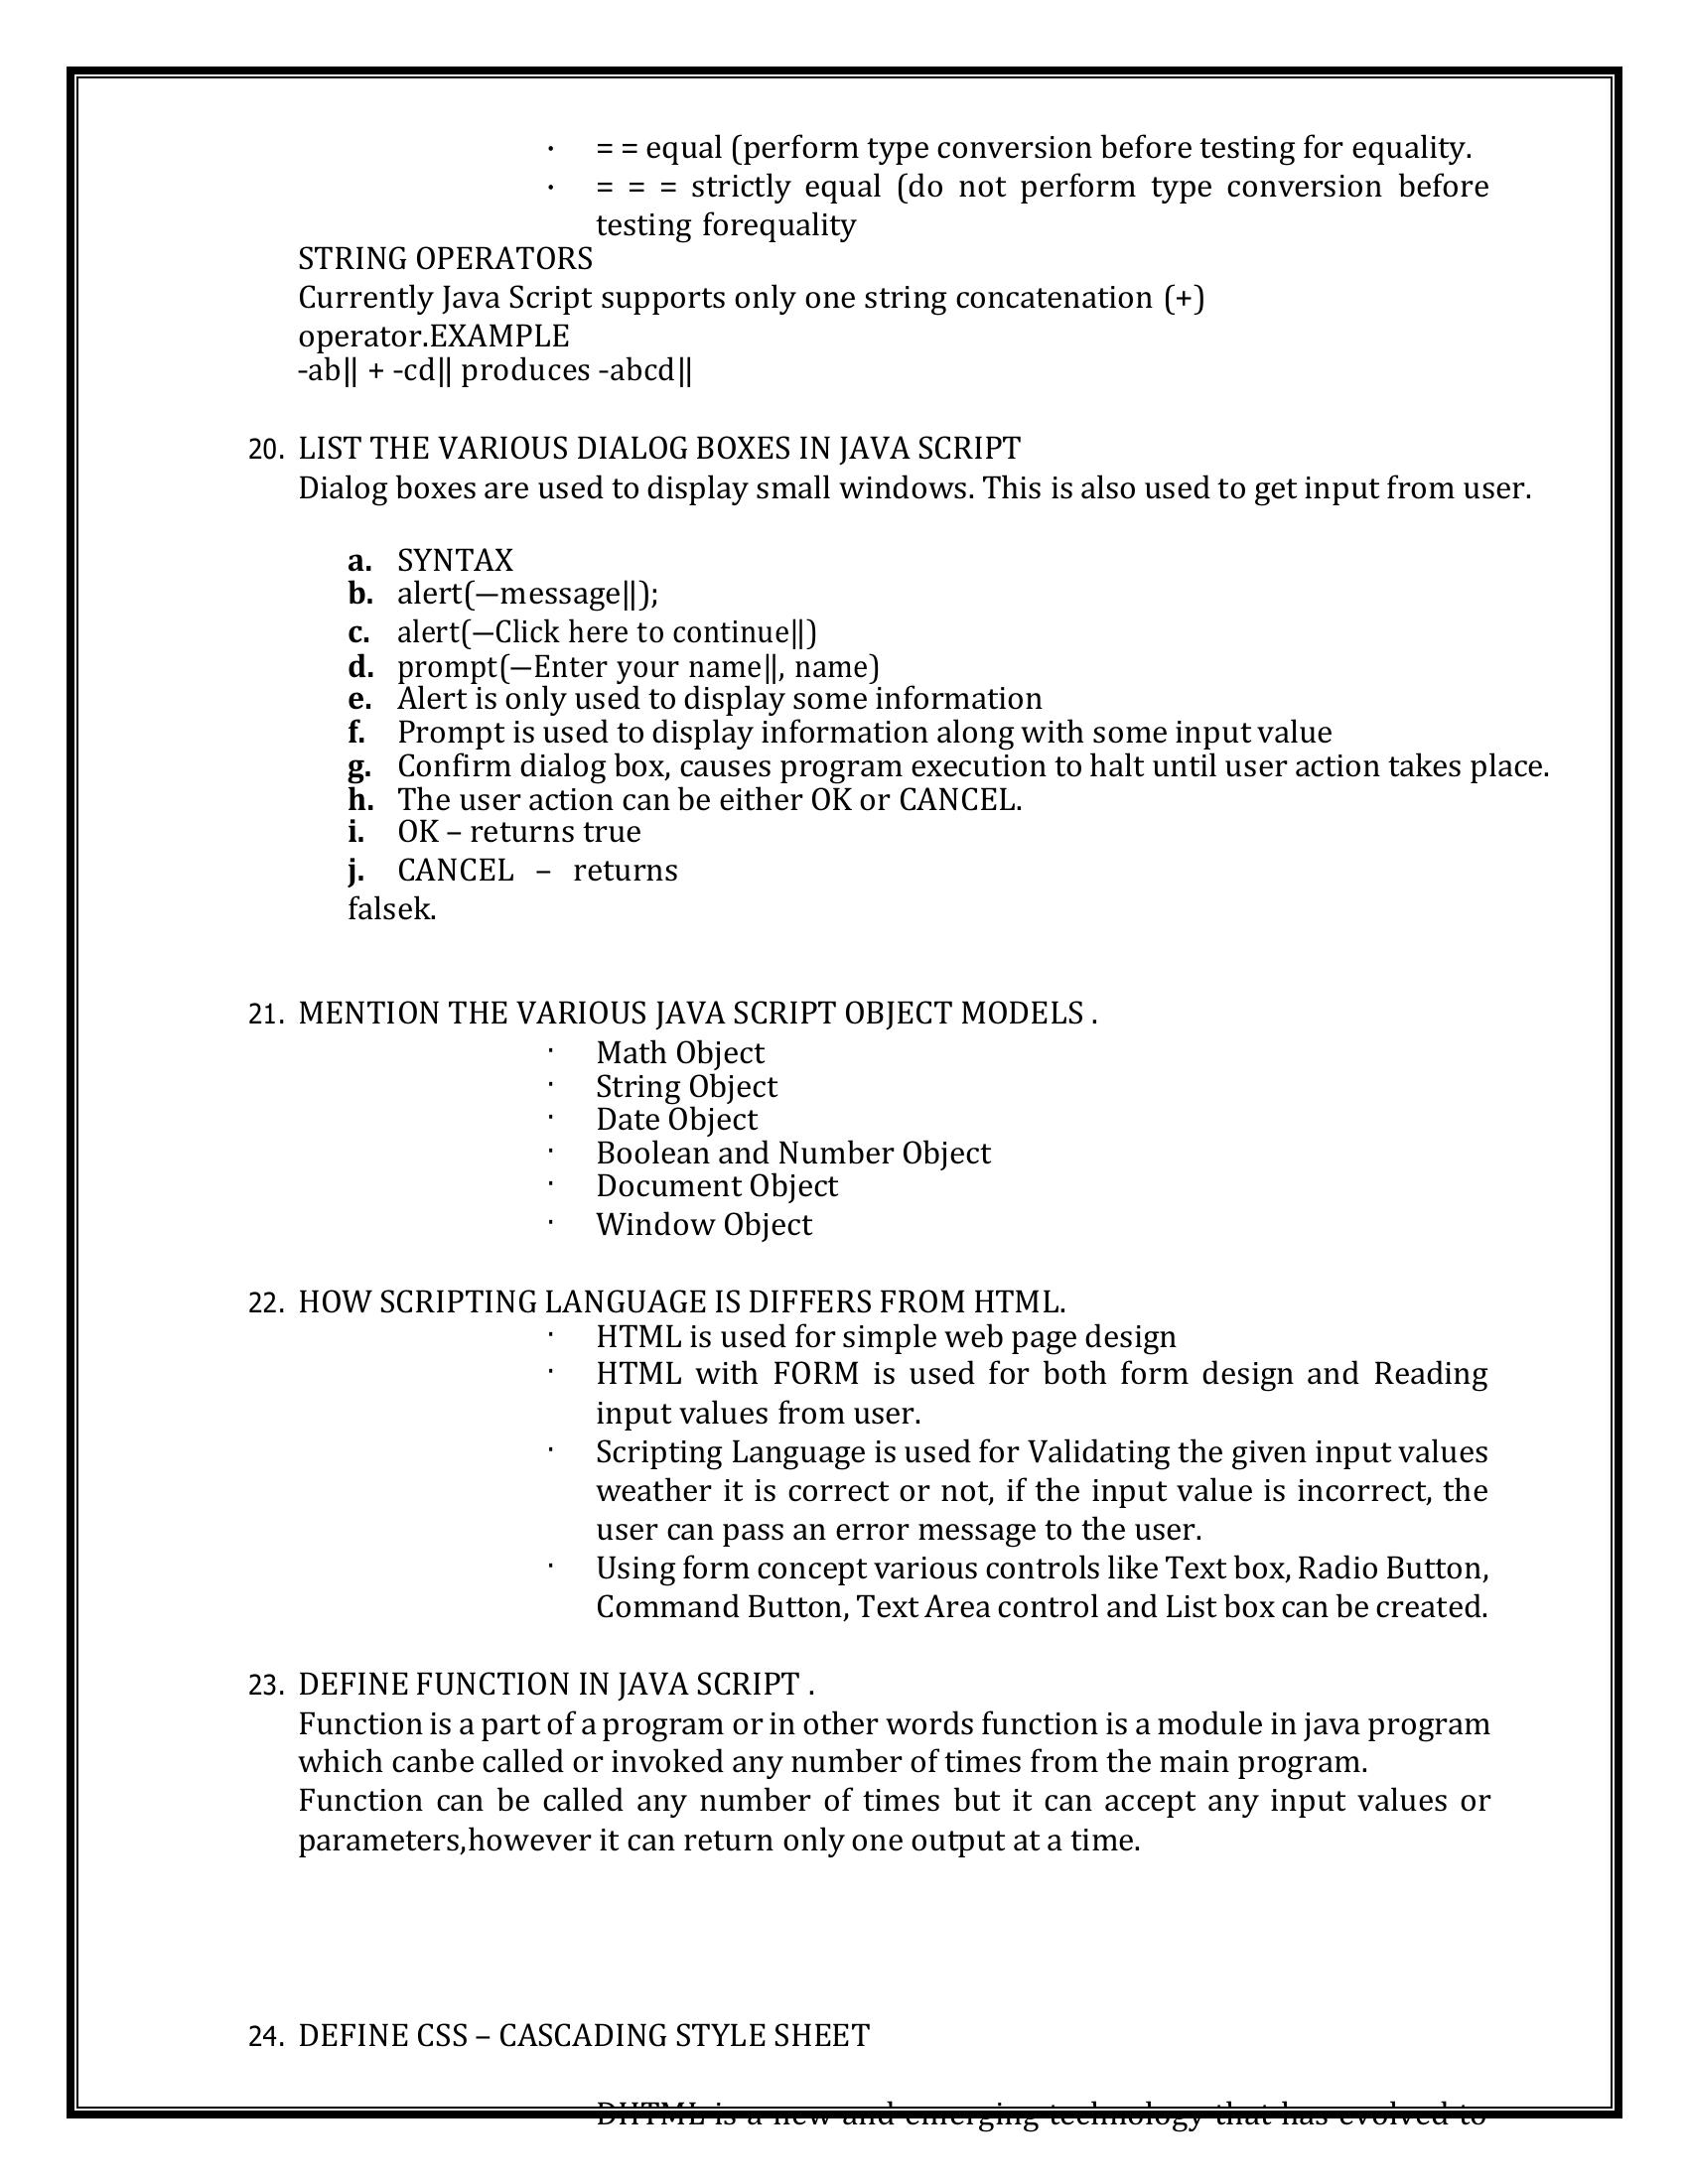 · = = equal (perform type conversion before testing for equality.
· = = = strictly equal (do not perform type conversion before
testing forequality
STRING OPERATORS
Currently Java Script supports only one string concatenation (+)
operator.EXAMPLE
-ab‖ + -cd‖ produces -abcd‖
20. LIST THE VARIOUS DIALOG BOXES IN JAVA SCRIPT
Dialog boxes are used to display small windows. This is also used to get input from user.
a. SYNTAX
b. alert(―message‖);
c. alert(―Click here to continue‖)
d. prompt(―Enter your name‖, name)
e. Alert is only used to display some information
f. Prompt is used to display information along with some input value
g. Confirm dialog box, causes program execution to halt until user action takes place.
h. The user action can be either OK or CANCEL.
i. OK – returns true
j. CANCEL – returns
falsek.
21. MENTION THE VARIOUS JAVA SCRIPT OBJECT MODELS .
· Math Object
· String Object
· Date Object
· Boolean and Number Object
· Document Object
· Window Object
22. HOW SCRIPTING LANGUAGE IS DIFFERS FROM HTML.
· HTML is used for simple web page design
· HTML with FORM is used for both form design and Reading
input values from user.
· Scripting Language is used for Validating the given input values
weather it is correct or not, if the input value is incorrect, the
user can pass an error message to the user.
· Using form concept various controls like Text box, Radio Button,
Command Button, Text Area control and List box can be created.
23. DEFINE FUNCTION IN JAVA SCRIPT .
Function is a part of a program or in other words function is a module in java program
which canbe called or invoked any number of times from the main program.
Function can be called any number of times but it can accept any input values or
parameters,however it can return only one output at a time.
24. DEFINE CSS – CASCADING STYLE SHEET
DHTML is a new and emerging technology that has evolved to